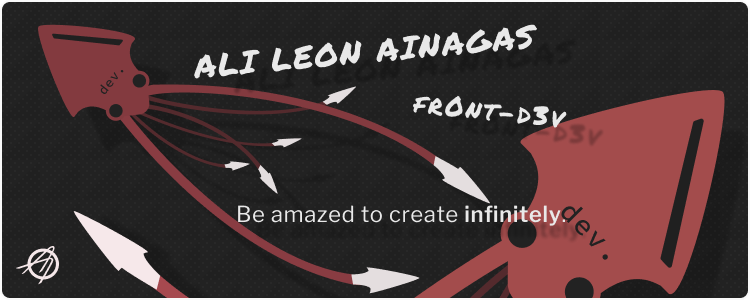 dev.
ALI LEON AINAGAS
FRONT-D3V
Be amazed to create infinitely.
dev.